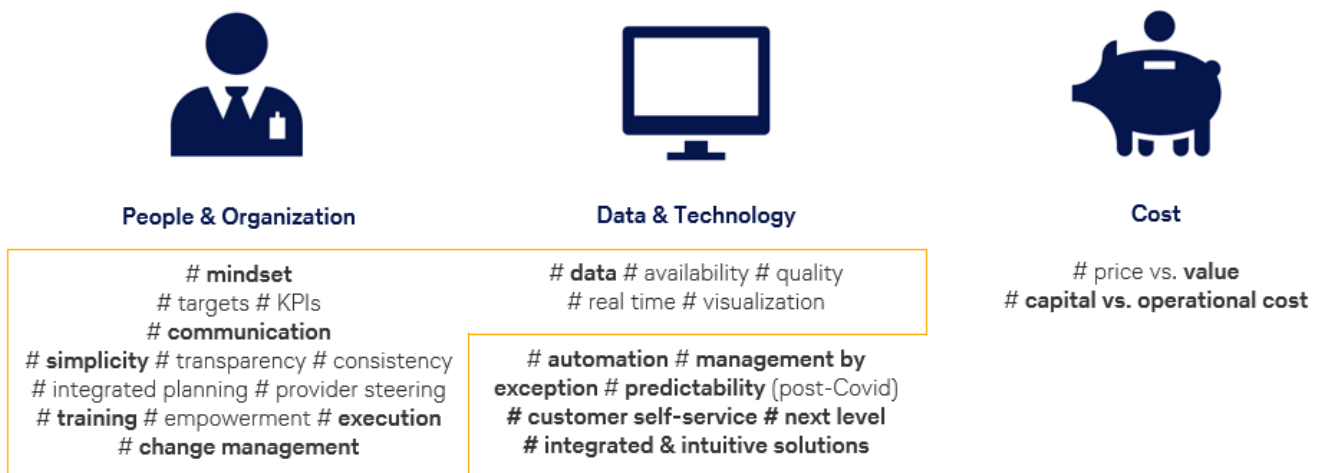 People & Organization
# mindset
# targets # KPIs
# communication
# simplicity # transparency # consistency
# integrated planning # provider steering
# training # empowerment # execution
# change management
Data & Technology
# data # availability # quality
# real time # visualization
# automation # management by
exception # predictability (post-Covid)
# customer self-service # next level
# integrated & intuitive solutions
Cost
# price vs. value
# capital vs. operational cost